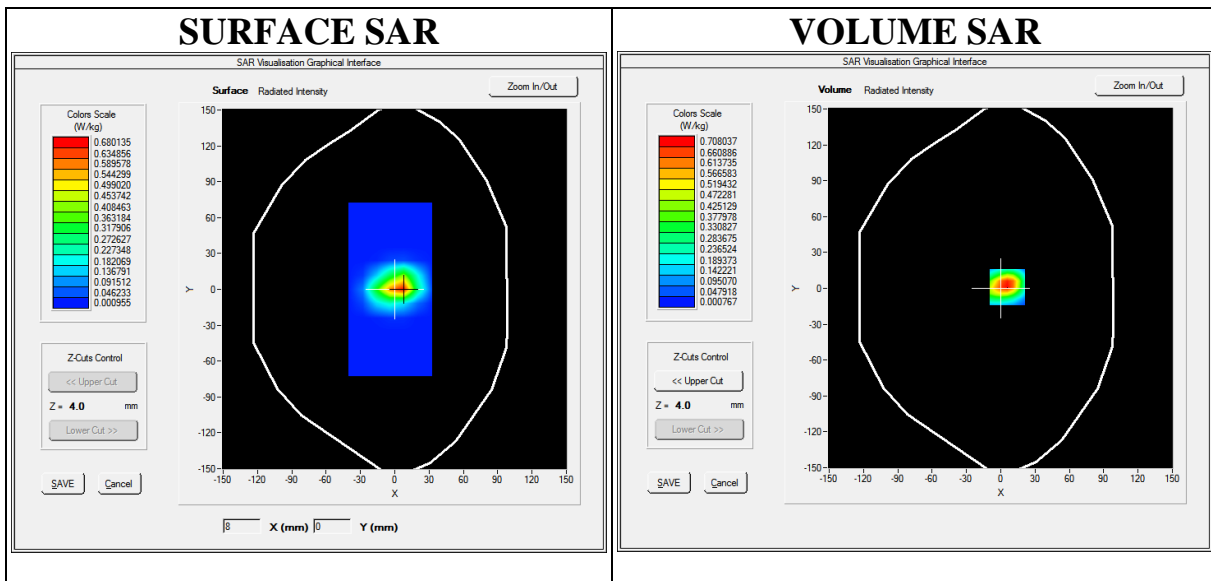 SURFACE SAR
SAR Visualisation Graphical Interface
Surface Radiated Intensity
Zoom In/Out
Colors Scale
(W/kg)
0.680135
0.634856
0.589578
0.544299
0.499020
0.453742
0.408463
0.363184
0.317906
0.272627
0.227348
0.182069
0.136791
0.091512
0.046233
0.000955
Z-Cuts Control
<< Upper Cut
Z = 4.0 mm
Lower Cut >>
SAVE Cancel
150
90
60
30
0
-30
-60
-90
-120
-150
Y
-150 -120 -90 -60 -30 0 30 60 90 120 150
X
8 X (mm) 0 Y (mm)
VOLUME SAR
SAR Visualisation Graphical Interface
Volume Radiated Intensity
Zoom In/Out
Colors Scale
(W/kg)
0.708037
0.660886
0.613735
0.566583
0.519432
0.472281
0.425129
0.377978
0.330827
0.283675
0.236524
0.189373
0.142221
0.095070
0.047918
0.000767
Z-Cuts Control
<< Upper Cut
Z = 4.0 mm
Lower Cut >>
SAVE Cancel
150
90
60
30
0
-30
-60
-90
-120
-150
Y
-150 -120 -90 -60 -30 0 30 60 90 120 150
X